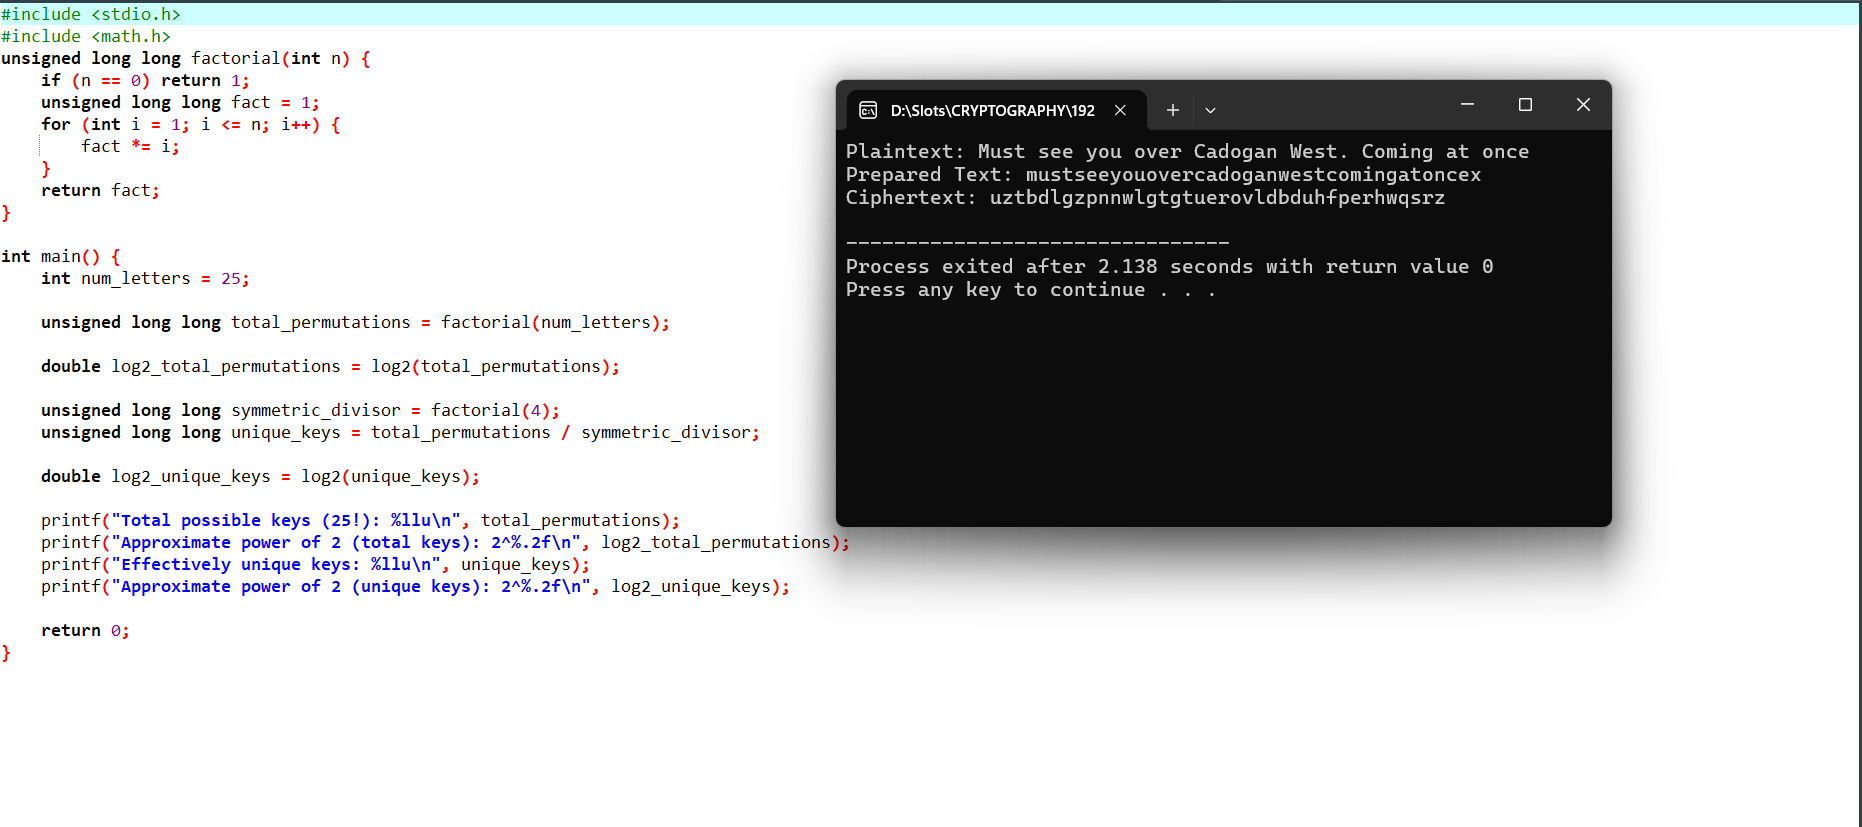 #include <stdio.h>
#include <math.h>
unsigned long long factorial(int n) {
    if (n == 0) return 1;
    unsigned long long fact = 1;
    for (int i = 1; i <= n; i++) {
        fact *= i;
    }
    return fact;
}

int main() {
    int num_letters = 25;

    unsigned long long total_permutations = factorial(num_letters);

    double log2_total_permutations = log2(total_permutations);

    unsigned long long symmetric_divisor = factorial(4);
    unsigned long long unique_keys = total_permutations / symmetric_divisor;

    double log2_unique_keys = log2(unique_keys);

    printf("Total possible keys (25!): %llu\n", total_permutations);
    printf("Approximate power of 2 (total keys): 2^%.2f\n", log2_total_permutations);
    printf("Effectively unique keys: %llu\n", unique_keys);
    printf("Approximate power of 2 (unique keys): 2^%.2f\n", log2_unique_keys);

    return 0;
}
D:\Slots\CRYPTOGRAPHY\192
Plaintext: Must see you over Cadogan West. Coming at once
Prepared Text: mustseeyouovercadoganwestcomingatoncex
Ciphertext: uztbdlgzpnnwlgtgtuerovldbduhfperhwqsrz

--------------------------------
Process exited after 2.138 seconds with return value 0
Press any key to continue . . .